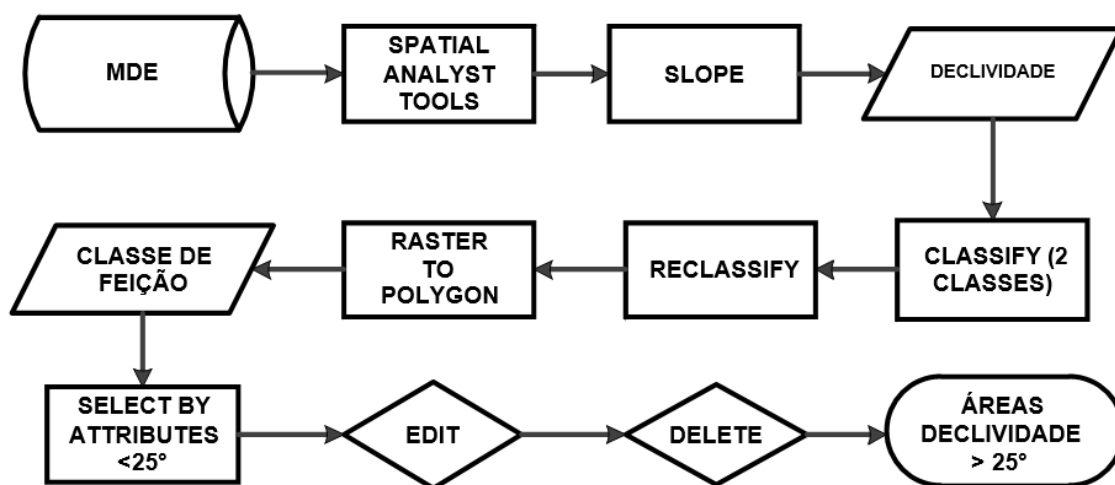 MDE
SPATIAL
ANALYST
TOOLS
SLOPE
DECLIVIDADE
CLASSE DE
FEIÇÃO
RASTER
TO
POLYGON
RECLASSIFY
CLASSIFY (2
CLASSES)
SELECT BY
ATTRIBUTES
<25°
EDIT
DELETE
ÁREAS
DECLIVIDADE
> 25°